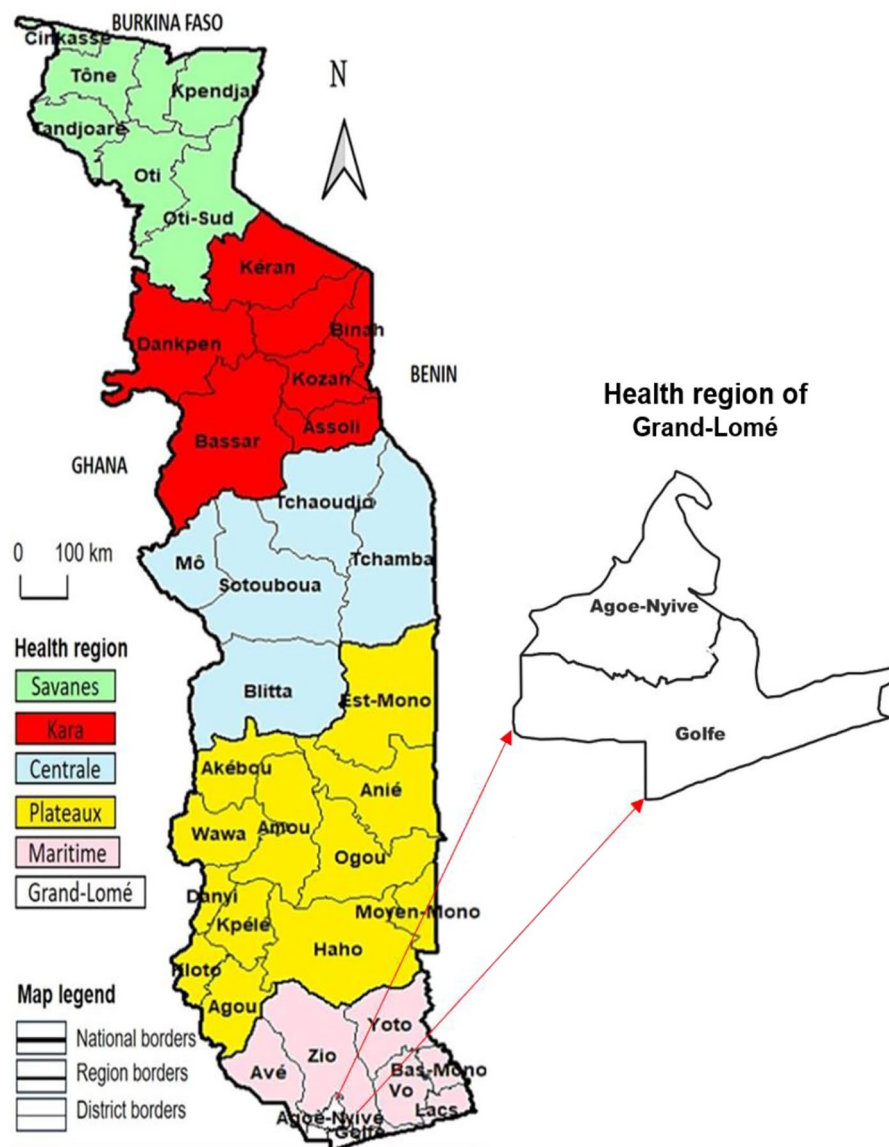 BURKINA FASO
Cinkassé
Tône
Kpendjal
Tandjoaré
Oti
Oti-Sud
N
Kéran
Dankpen
Binah
Kozah
BENIN
Assoli
Bassar
GHANA
Tchaoudjo
0 100 km
Mô
Tchamba
Sotouboua
Blitta
Est-Mono
Akébou
Anié
Amou
Wawa
Ogou
Danyi
Kpélé
Moyen-Mono
Haho
Kloto
Agou
Yoto
Zio
Avé
Bas-Mono
Vo
Lacs
Agoè-Nyivé
Golfe
Health region
Savanes
Kara
Centrale
Plateaux
Maritime
Grand-Lomé
Map legend
National borders
Region borders
District borders
Health region of
Grand-Lomé
Agoe-Nyive
Golfe